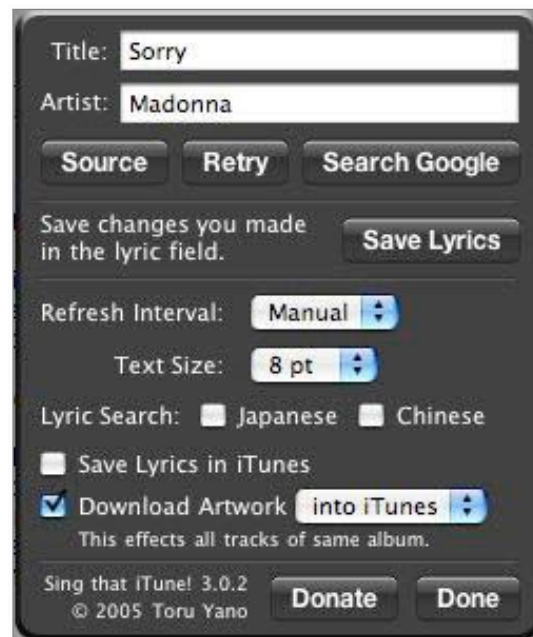 Title: Sorry
Artist: Madonna
Source Retry Search Google
Save changes you made
in the lyric field.
Save Lyrics
Refresh Interval: Manual
Text Size: 8 pt
Lyric Search: Japanese Chinese
Save Lyrics in iTunes
Download Artwork into iTunes
This effects all tracks of same album.
Sing that iTune! 3.0.2
© 2005 Toru Yano
Donate Done